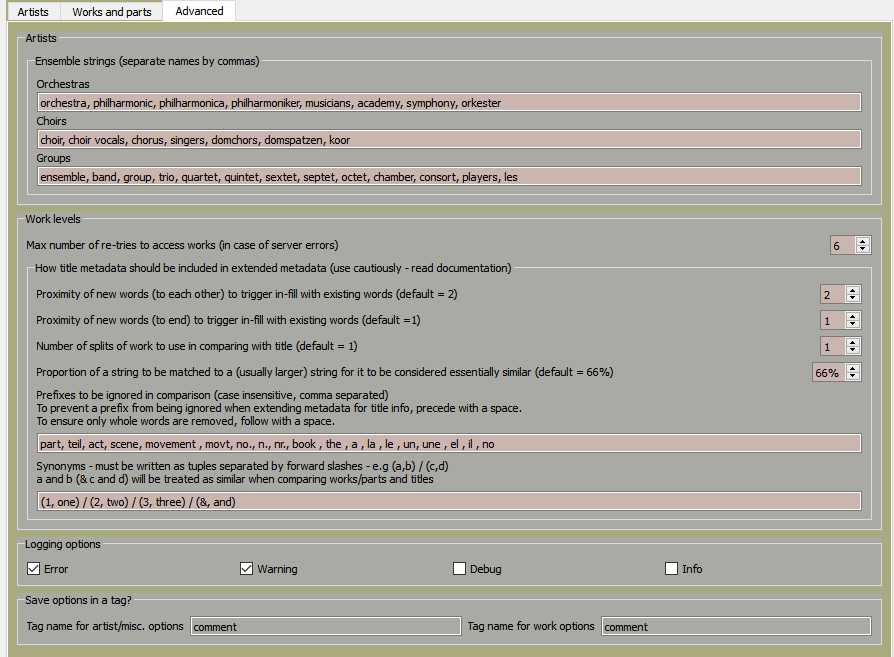 Artists Works and parts Advanced
Artists
Ensemble strings (separate names by commas)
Orchestras
orchestra, philharmonic, philharmonica, philharmoniker, musicians, academy, symphony, orkester
Choirs
choir, choir vocals, chorus, singers, domchors, domspatzen, koor
Groups
ensemble, band, group, trio, quartet, quintet, sextet, septet, octet, chamber, consort, players, les
Work levels
Max number of re-tries to access works (in case of server errors) 6
How title metadata should be included in extended metadata (use cautiously - read documentation)
Proximity of new words (to each other) to trigger in-fill with existing words (default = 2) 2
Proximity of new words (to end) to trigger in-fill with existing words (default =1) 1
Number of splits of work to use in comparing with title (default = 1) 1
Proportion of a string to be matched to a (usually larger) string for it to be considered essentially similar (default = 66%) 66%
Prefixes to be ignored in comparison (case insensitive, comma separated)
To prevent a prefix from being ignored when extending metadata for title info, precede with a space.
To ensure only whole words are removed, follow with a space.
part, teil, act, scene, movement , movt, no., n., nr., book , the , a , la , le , un, une , el , il , no
Synonyms - must be written as tuples separated by forward slashes - e.g (a,b) / (c,d)
a and b (& c and d) will be treated as similar when comparing works/parts and titles
(1, one) / (2, two) / (3, three) / (&, and)
Logging options
Error Warning Debug Info
Save options in a tag?
Tag name for artist/misc. options comment Tag name for work options comment